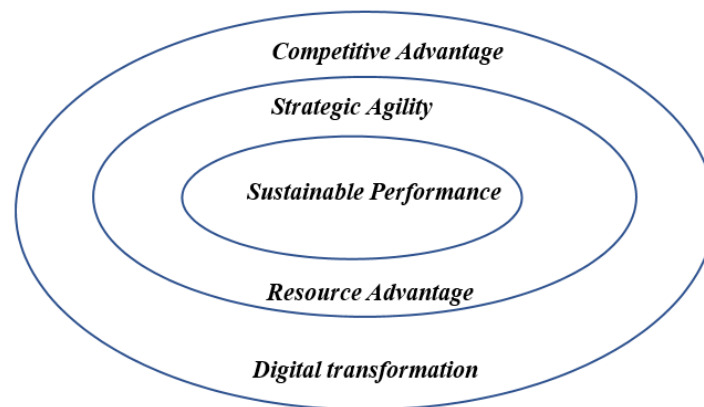 Competitive Advantage
Strategic Agility
Sustainable Performance
Resource Advantage
Digital transformation